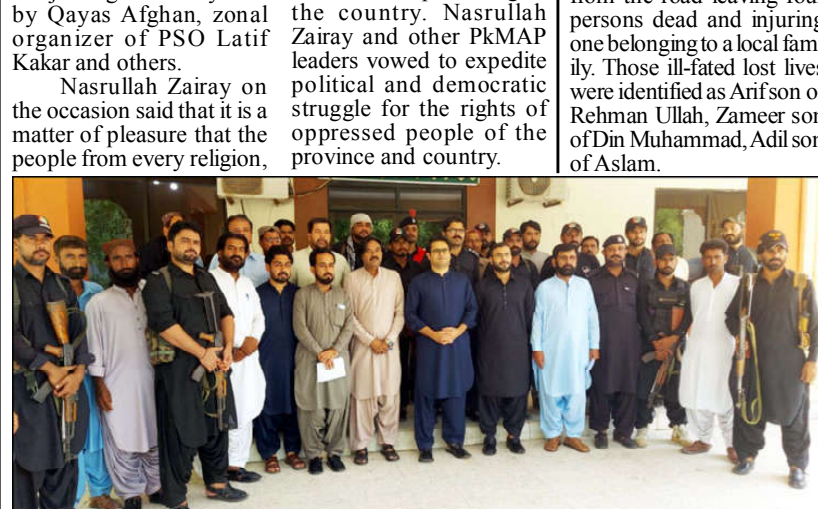 by Qayas Afghan, zonal
organizer of PSO Latif
Kakar and others.
Nasrullah Zairay on
the occasion said that it is a
matter of pleasure that the
people from every religion,
the country. Nasrullah
Zairay and other PkMAP
leaders vowed to expedite
political and democratic
struggle for the rights of
oppressed people of the
province and country.
persons dead and injuring
one belonging to a local fam-
ily. Those ill-fated lost lives
were identified as Arif son o
Rehman Ullah, Zameer son
of Din Muhammad, Adil son
of Aslam.